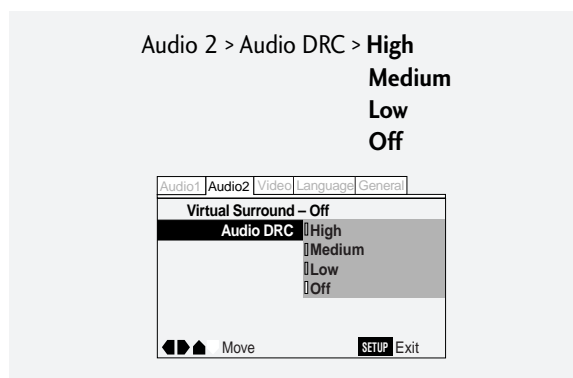 Audio 2 > Audio DRC > High
Medium
Low
Off
Audio1 Audio2 Video Language General
Virtual Surround – Off
Audio DRC High
Medium
Low
Off
Move SETUP Exit